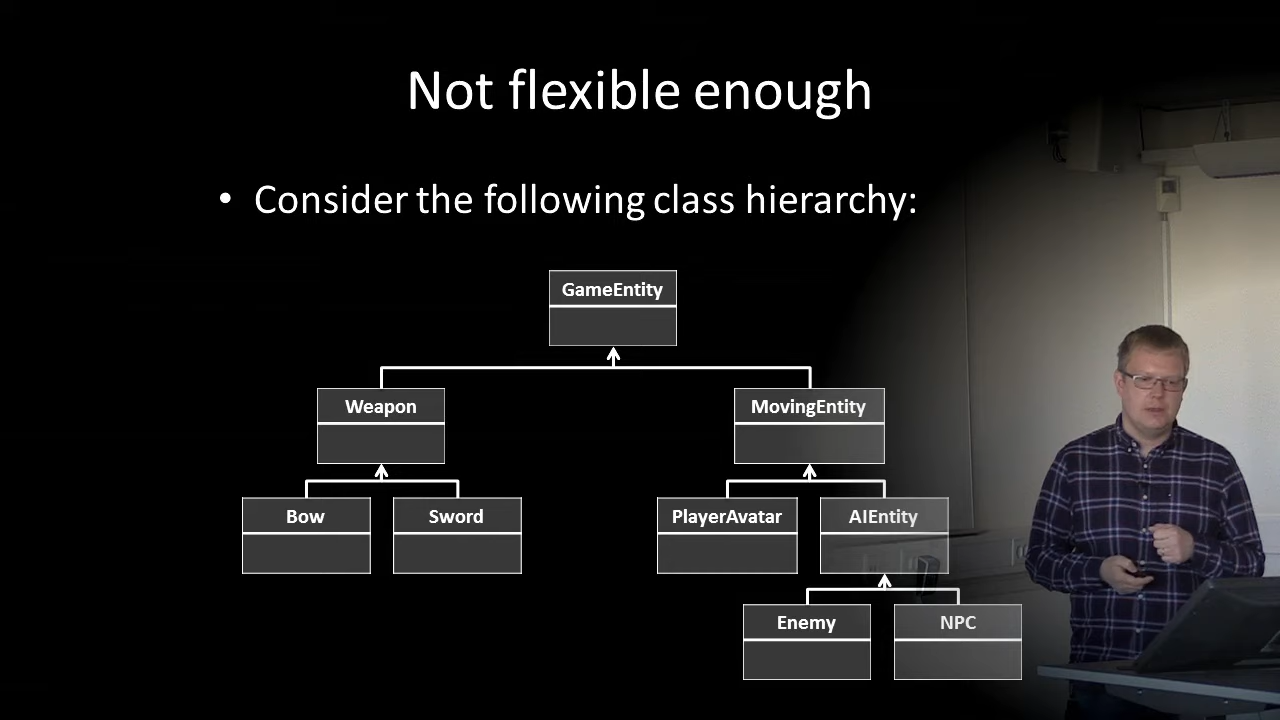 Not flexible enough
• Consider the following class hierarchy:
GameEntity
Weapon
MovingEntity
Bow
Sword
PlayerAvatar
AIEntity
Enemy
NPC